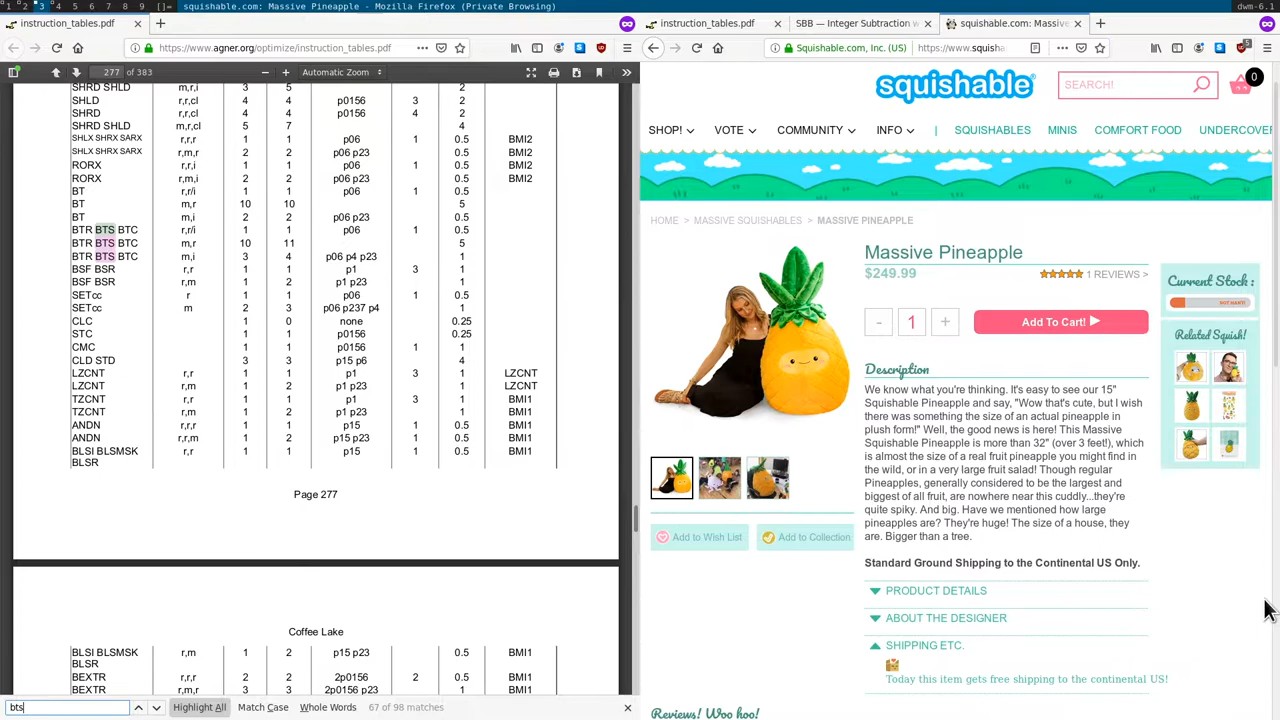 1 2 3 4 5 6 7 8 9 []= squishable.com: Massive Pineapple - Mozilla Firefox (Private Browsing) dwm-6.1
instruction_tables.pdf
https://www.agner.org/optimize/instruction_tables.pdf
277 of 383
Automatic Zoom
SHRD SHLD m,r,i 3 5 2
SHLD r,r,cl 4 4 p0156 3 2
SHRD r,r,cl 4 4 p0156 4 2
SHRD SHLD m,r,cl 5 7 4
SHLX SHRX SARX r,r,r 1 1 p06 1 0.5 BMI2
SHLX SHRX SARX r,m,r 2 2 p06 p23 0.5 BMI2
RORX r,r,i 1 1 p06 1 0.5 BMI2
RORX r,m,i 2 2 p06 p23 0.5 BMI2
BT r,r/i 1 1 p06 1 0.5
BT m,r 10 10 5
BT m,i 2 2 p06 p23 0.5
BTR BTS BTC r,r/i 1 1 p06 1 0.5
BTR BTS BTC m,r 10 11 5
BTR BTS BTC m,i 3 4 p06 p4 p23 1
BSF BSR r,r 1 1 p1 3 1
BSF BSR r,m 1 2 p1 p23 1
SETcc r 1 1 p06 1 0.5
SETcc m 2 3 p06 p237 p4 1
CLC 1 0 none 0.25
STC 1 1 p0156 0.25
CMC 1 1 p0156 1 1
CLD STD 3 3 p15 p6 4
LZCNT r,r 1 1 p1 3 1 LZCNT
LZCNT r,m 1 2 p1 p23 1 LZCNT
TZCNT r,r 1 1 p1 3 1 BMI1
TZCNT r,m 1 2 p1 p23 1 BMI1
ANDN r,r,r 1 1 p15 1 0.5 BMI1
ANDN r,r,m 1 2 p15 p23 1 0.5 BMI1
BLSI BLSMSK r,r 1 1 p15 1 0.5 BMI1
BLSR
Page 277
Coffee Lake
BLSI BLSMSK r,m 1 2 p15 p23 0.5 BMI1
BLSR
BEXTR r,r,r 2 2 2p0156 2 0.5 BMI1
BEXTR r,m,r 3 3 2p0156 p23 1 BMI1
bts
Highlight All Match Case Whole Words 67 of 98 matches
instruction_tables.pdf SBB — Integer Subtraction w squishable.com: Massiv
Squishable.com, Inc. (US) https://www.squisha
squishable
SEARCH!
0
SHOP! VOTE COMMUNITY INFO | SQUISHABLES MINIS COMFORT FOOD UNDERCOVER
HOME > MASSIVE SQUISHABLES > MASSIVE PINEAPPLE
Massive Pineapple
$249.99
1 REVIEWS >
- 1 + Add To Cart!
Description
We know what you're thinking. It's easy to see our 15"
Squishable Pineapple and say, "Wow that's cute, but I wish
there was something the size of an actual pineapple in
plush form!" Well, the good news is here! This Massive
Squishable Pineapple is more than 32" (over 3 feet!), which
is almost the size of a real fruit pineapple you might find in
the wild, or in a very large fruit salad! Though regular
Pineapples, generally considered to be the largest and
biggest of all fruit, are nowhere near this cuddly...they're
quite spiky. And big. Have we mentioned how large
pineapples are? They're huge! The size of a house, they
are. Bigger than a tree.
Standard Ground Shipping to the Continental US Only.
PRODUCT DETAILS
ABOUT THE DESIGNER
SHIPPING ETC.
Today this item gets free shipping to the continental US!
Add to Wish List Add to Collection
Reviews! Woo hoo!
Current Stock :
Related Squish!